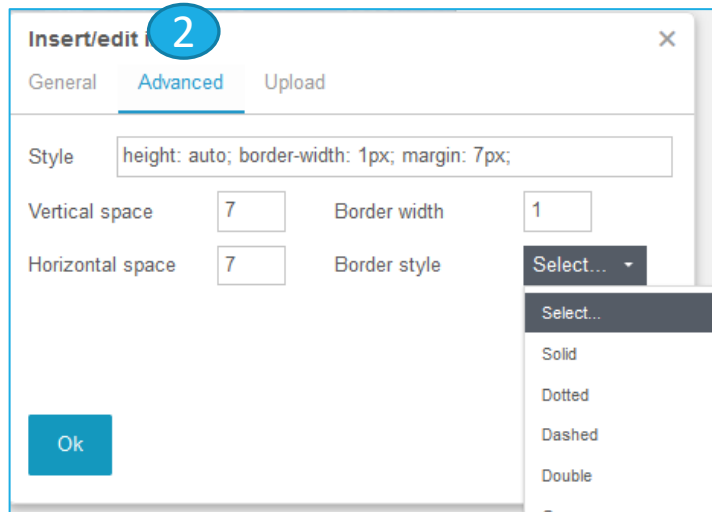 Insert/edit
2
General Advanced Upload
Style height: auto; border-width: 1px; margin: 7px;
Vertical space 7 Border width 1
Horizontal space 7 Border style Select...
Select...
Solid
Dotted
Dashed
Ok
Double